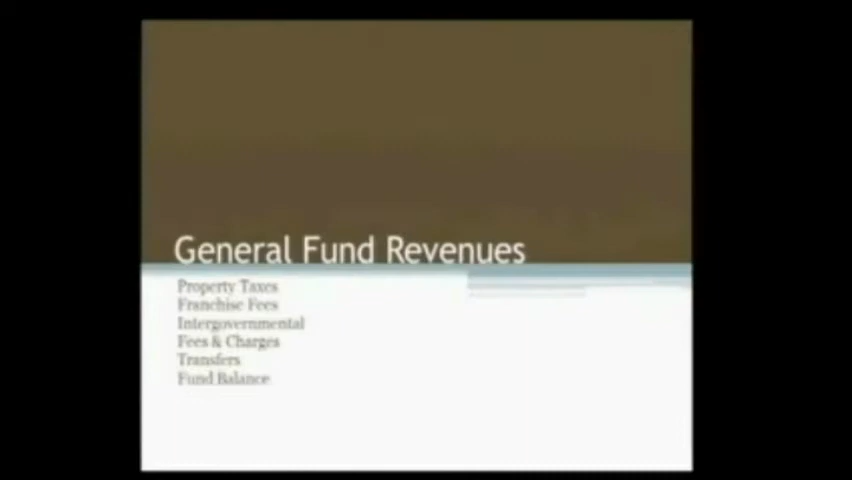 General Fund Revenues
Property Taxes
Franchise Fees
Intergovernmental
Fees & Charges
Transfers
Fund Balance